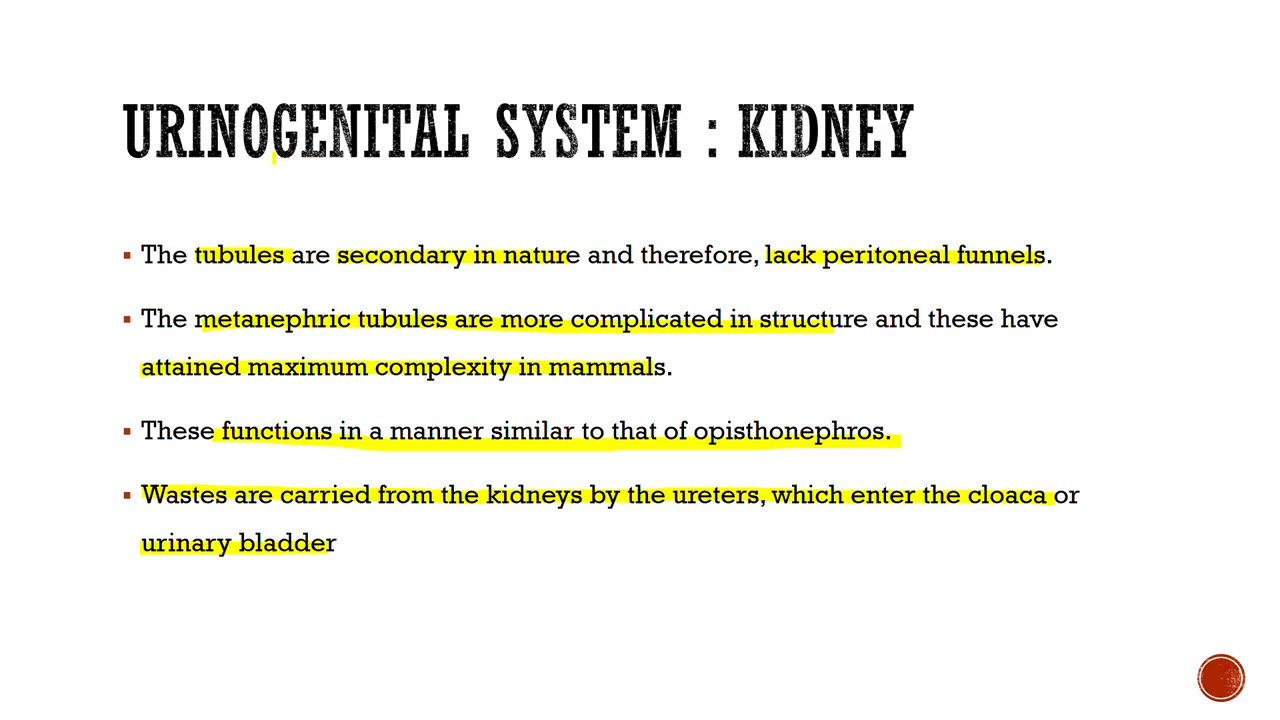 URINOGENITAL SYSTEM : KIDNEY
▪ The tubules are secondary in nature and therefore, lack peritoneal funnels.
▪ The metanephric tubules are more complicated in structure and these have
attained maximum complexity in mammals.
▪ These functions in a manner similar to that of opisthonephros.
▪ Wastes are carried from the kidneys by the ureters, which enter the cloaca or
urinary bladder